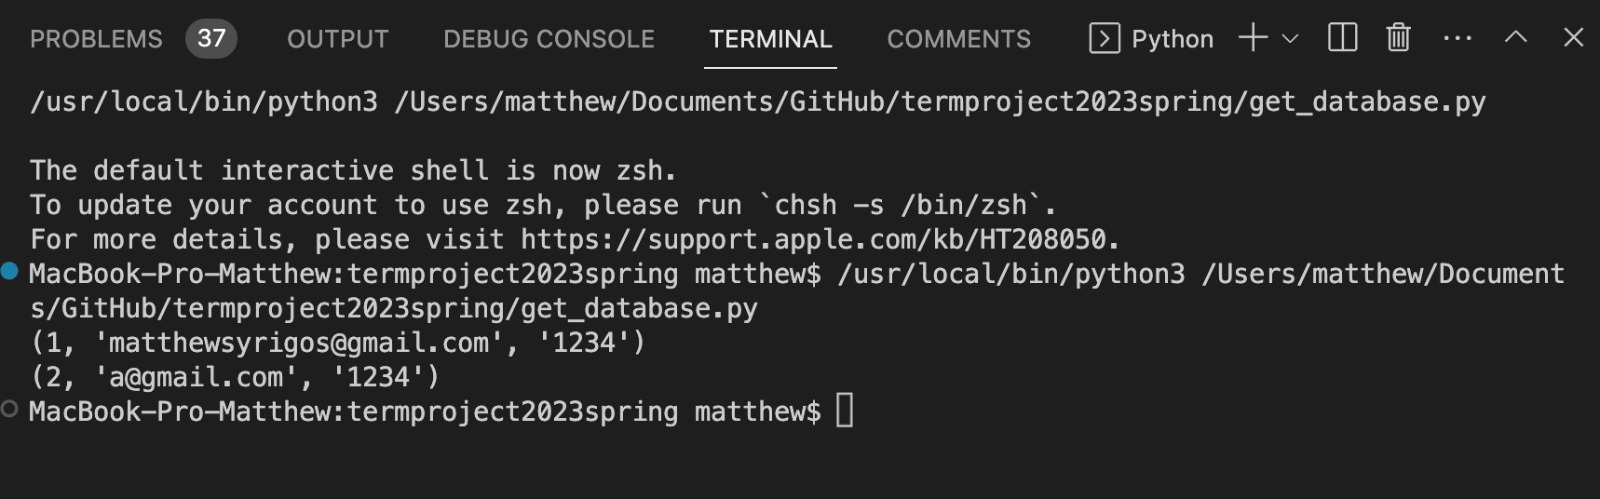 PROBLEMS 37 OUTPUT DEBUG CONSOLE TERMINAL COMMENTS Python
/usr/local/bin/python3 /Users/matthew/Documents/GitHub/termproject2023spring/get_database.py
The default interactive shell is now zsh.
To update your account to use zsh, please run `chsh -s /bin/zsh`.
For more details, please visit https://support.apple.com/kb/HT208050.
MacBook-Pro-Matthew:termproject2023spring matthew$ /usr/local/bin/python3 /Users/matthew/Document
s/GitHub/termproject2023spring/get_database.py
(1, 'matthewsyrigos@gmail.com', '1234')
(2, 'a@gmail.com', '1234')
MacBook-Pro-Matthew:termproject2023spring matthew$